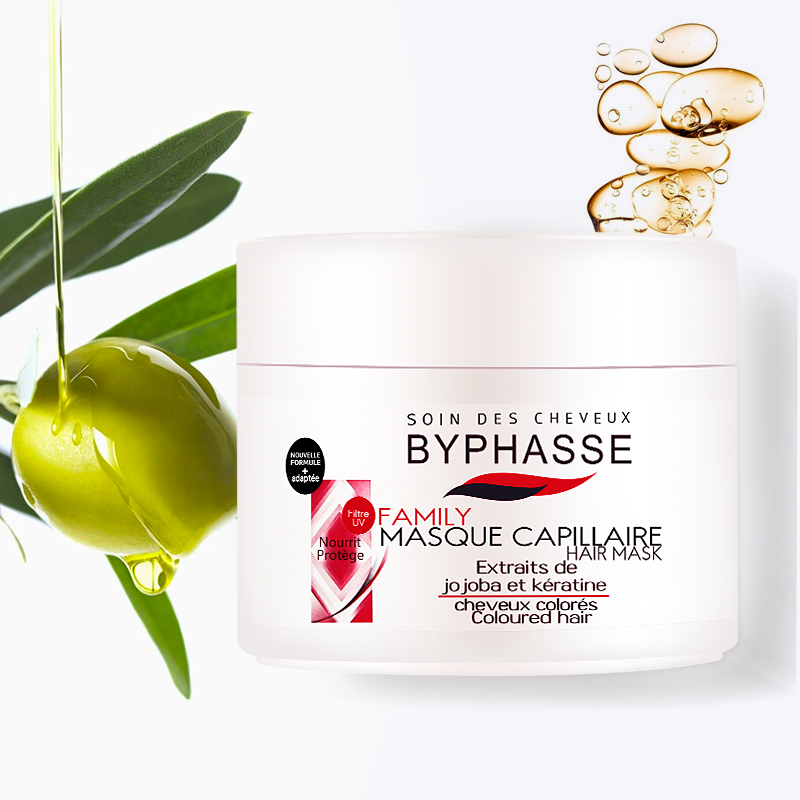 SOIN DES CHEVEUX
BYPHASSE
NOUVELLE
FORMULE
+
adaptée
Filtre
UV
Nourrit
Protège
FAMILY
MASQUE CAPILLAIRE
HAIR MASK
Extraits de
jojoba et kératine
cheveux colorés
Coloured hair